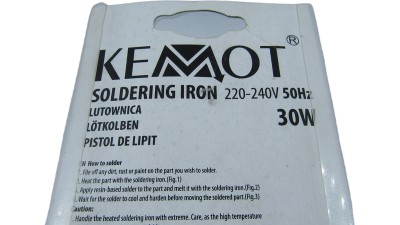 KEMOT®
SOLDERING IRON 220-240V 50Hz
LUTOWNICA
30W
LÖTKOLBEN
PISTOL DE LIPIT
N How to solder
. File off any dirt, rust or paint on the part you wish to solder.
. Heat the part with the soldering iron.(Fig.1)
. Apply resin-based solder to the part and melt it with the soldering iron.(Fig.2)
. Wait for the solder to cool and harden before moving the soldered part.(Fig.3)
Caution:
. Handle the heated soldering iron with extreme. Care, as the high temperature